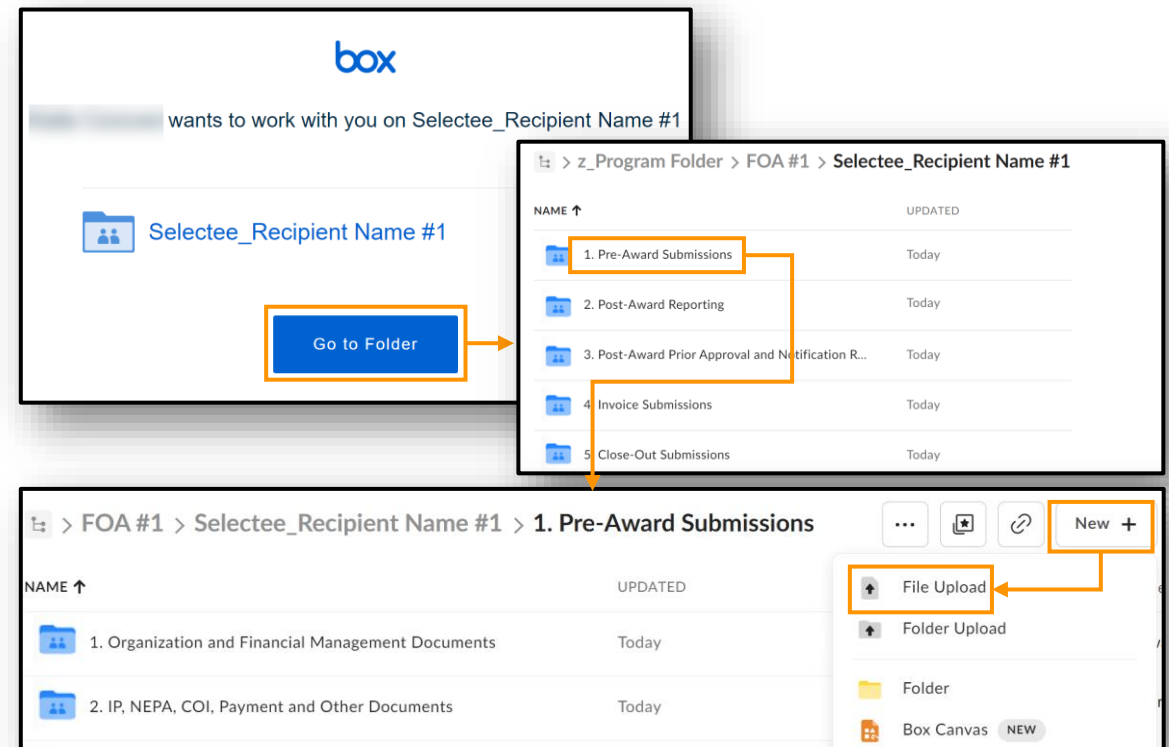 box
wants to work with you on Selectee_Recipient Name #1
Selectee_Recipient Name #1
Go to Folder
> z_Program Folder > FOA #1 > Selectee_Recipient Name #1
NAME ↑ UPDATED
1. Pre-Award Submissions Today
2. Post-Award Reporting Today
3. Post-Award Prior Approval and Notification R... Today
4. Invoice Submissions Today
5. Close-Out Submissions Today
> FOA #1 > Selectee_Recipient Name #1 > 1. Pre-Award Submissions
New +
NAME ↑ UPDATED
File Upload
1. Organization and Financial Management Documents Today
Folder Upload
2. IP, NEPA, COI, Payment and Other Documents Today
Folder
Box Canvas NEW